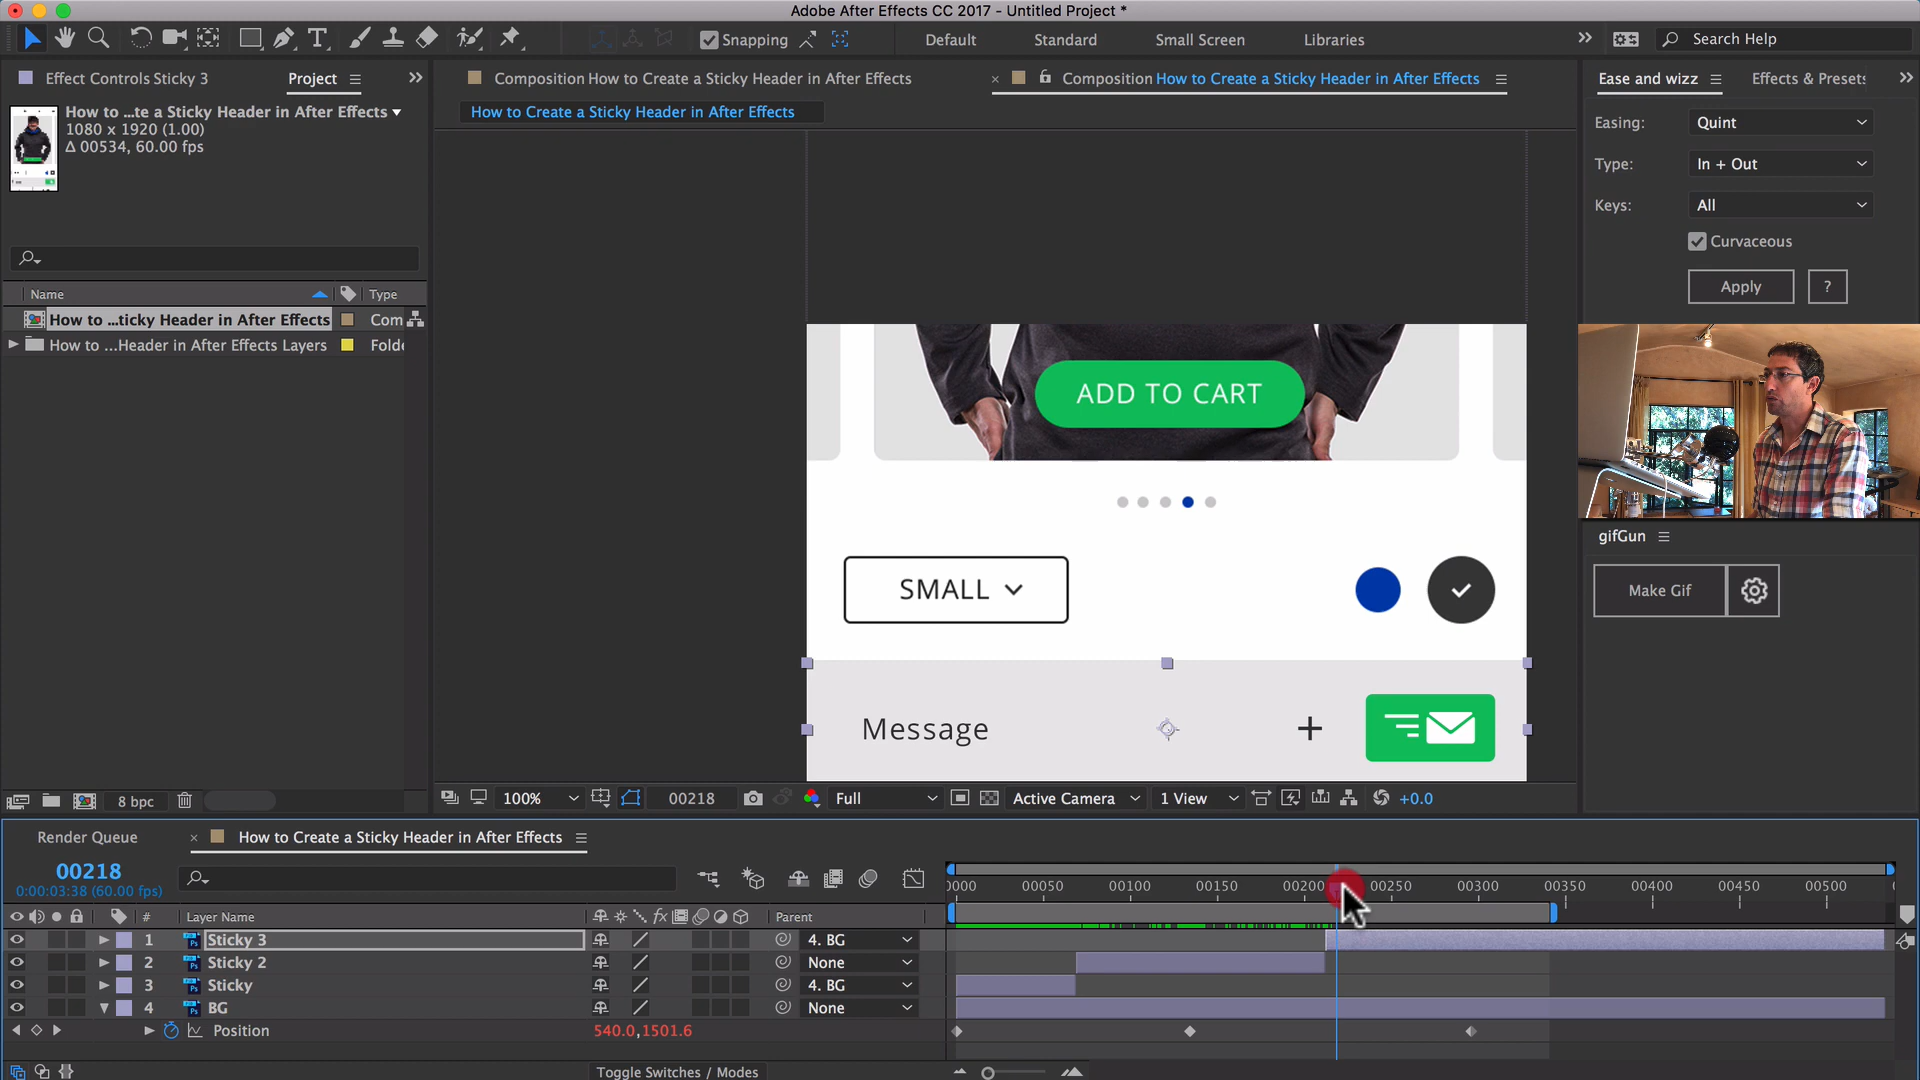 Adobe After Effects CC 2017 - Untitled Project *
Snapping
Default
Standard
Small Screen
Libraries
Search Help
Effect Controls Sticky 3
Project
Composition How to Create a Sticky Header in After Effects
Composition How to Create a Sticky Header in After Effects
Ease and wizz
Effects & Presets
How to ...te a Sticky Header in After Effects
1080 x 1920 (1.00)
Δ 00534, 60.00 fps
How to Create a Sticky Header in After Effects
Easing:
Quint
Type:
In + Out
Keys:
All
Curvaceous
Apply
?
Name
Type
How to ...ticky Header in After Effects
Com
How to ...Header in After Effects Layers
Folde
ADD TO CART
SMALL
Message
gifGun
Make Gif
8 bpc
100%
00218
Full
Active Camera
1 View
+0.0
Render Queue
How to Create a Sticky Header in After Effects
00218
0:00:03:38 (60.00 fps)
0000
00050
00100
00150
00200
00250
00300
00350
00400
00450
00500
#
Layer Name
fx
Parent
1
Ps
Sticky 3
4. BG
2
Ps
Sticky 2
None
3
Ps
Sticky
4. BG
4
Ps
BG
None
Position
540.0,1501.6
Toggle Switches / Modes